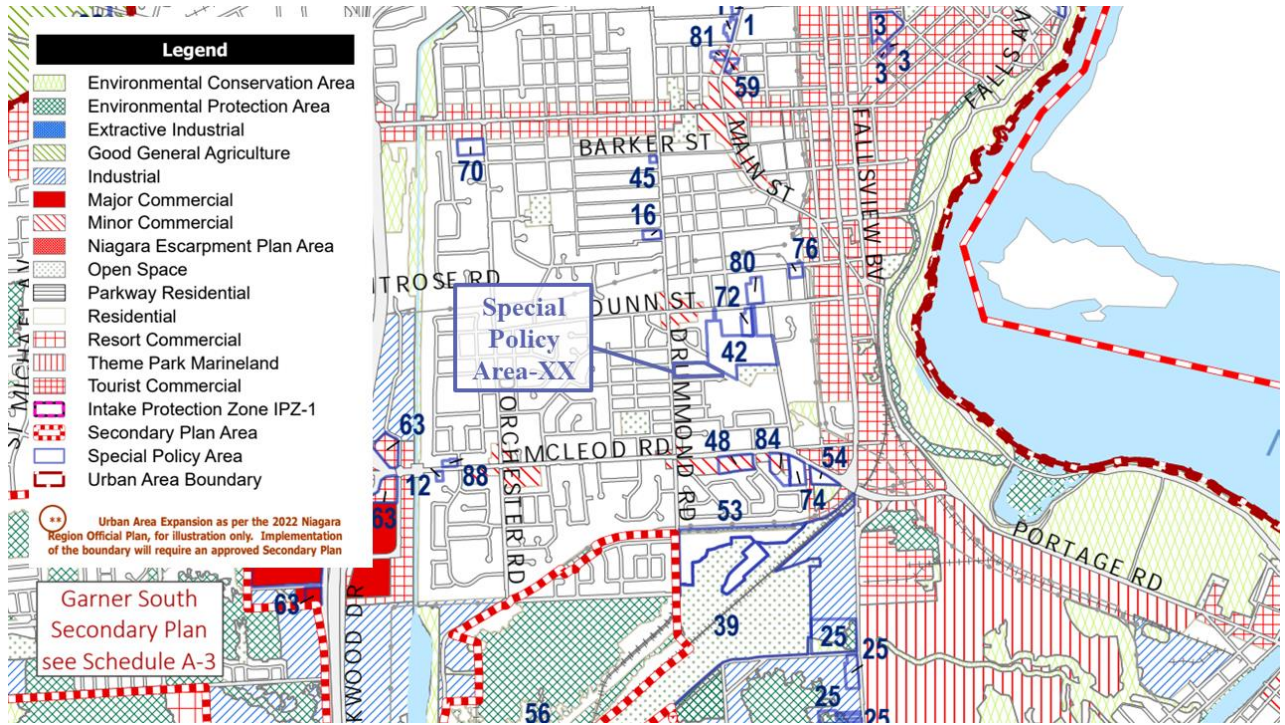 Legend
Environmental Conservation Area
Environmental Protection Area
Extractive Industrial
Good General Agriculture
Industrial
Major Commercial
Minor Commercial
Niagara Escarpment Plan Area
Open Space
Parkway Residential
Residential
Resort Commercial
Theme Park Marineland
Tourist Commercial
Intake Protection Zone IPZ-1
Secondary Plan Area
Special Policy Area
Urban Area Boundary
**
Urban Area Expansion as per the 2022 Niagara
Region Official Plan, for illustration only. Implementation
of the boundary will require an approved Secondary Plan
Garner South
Secondary Plan
see Schedule A-3
1
81
59
3
3
3
FALLS AV
FALLSVIEW BV
MAIN ST
BARKER ST
70
45
16
76
80
72
TROSE RD
DUNN ST
Special
Policy
Area-XX
42
DRUMMOND RD
ORCHESTER RD
MCLEOD RD
63
12
88
48
84
54
74
53
63
63
PORTAGE RD
KWOOD DR
39
25
25
25
25
56